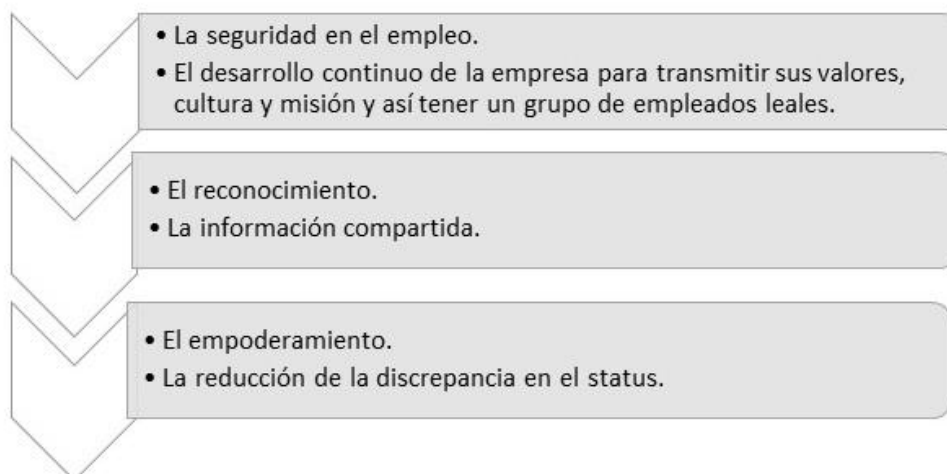 • La seguridad en el empleo.
• El desarrollo continuo de la empresa para transmitir sus valores,
cultura y misión y así tener un grupo de empleados leales.
• El reconocimiento.
• La información compartida.
• El empoderamiento.
• La reducción de la discrepancia en el status.